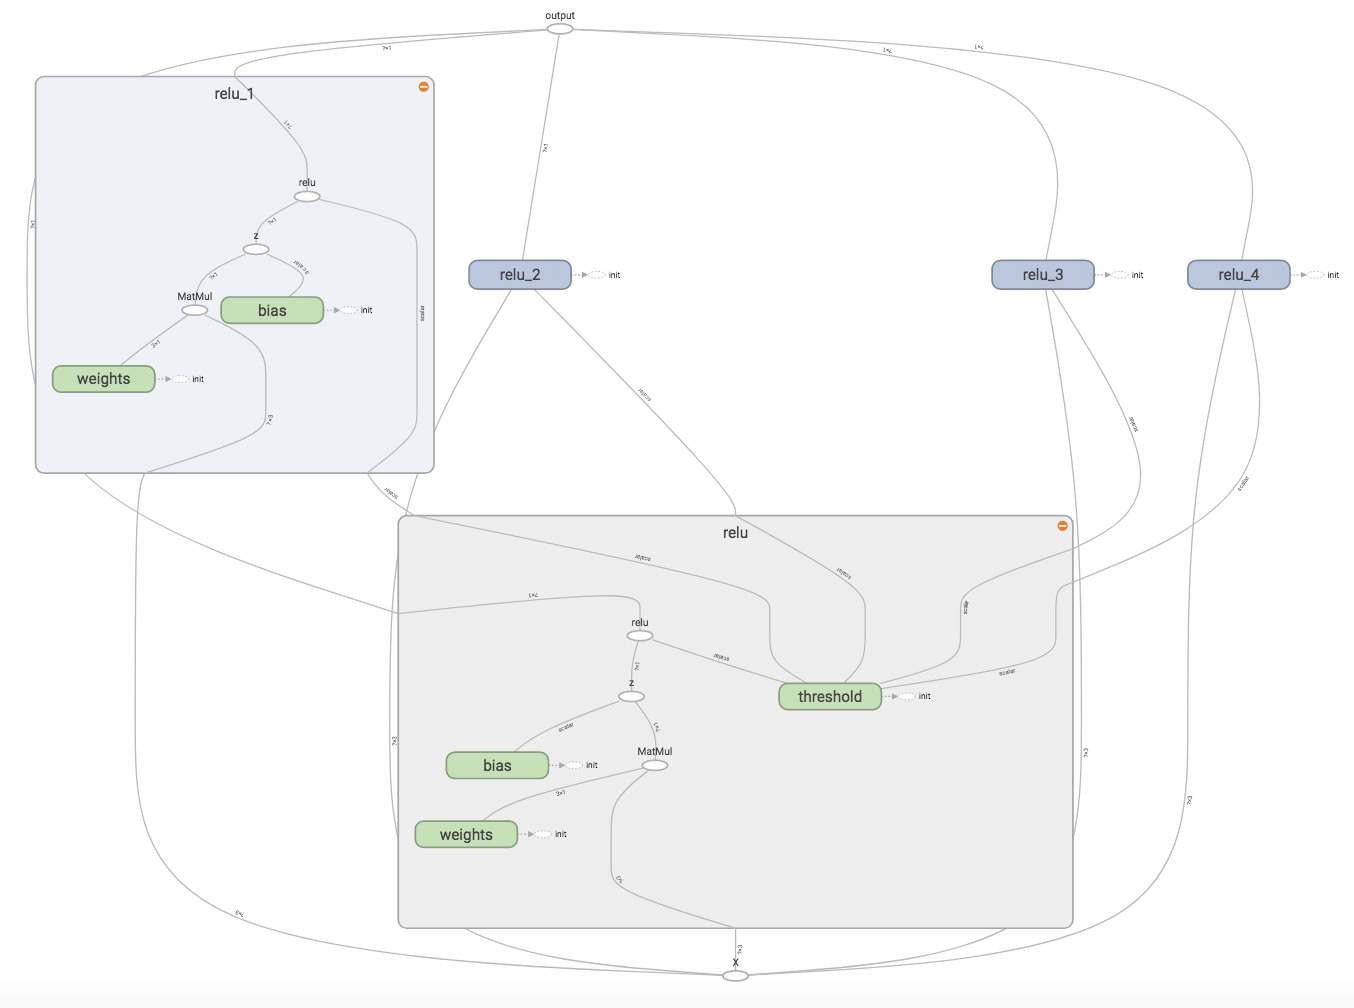 output
?×1
?×1
?×1
relu_1
?×1
?×1
relu
?×1
?×1
z
scalar
?×1
relu_2
init
relu_3
init
relu_4
init
MatMul
bias
init
scalar
3×1
weights
init
scalar
?×3
scalar
scalar
scalar
relu
scalar
scalar
?×1
scalar
relu
scalar
?×1
scalar
z
threshold
init
scalar
?×1
?×3
MatMul
?×3
bias
init
3×1
?×3
weights
init
?×3
?×3
?×3
X